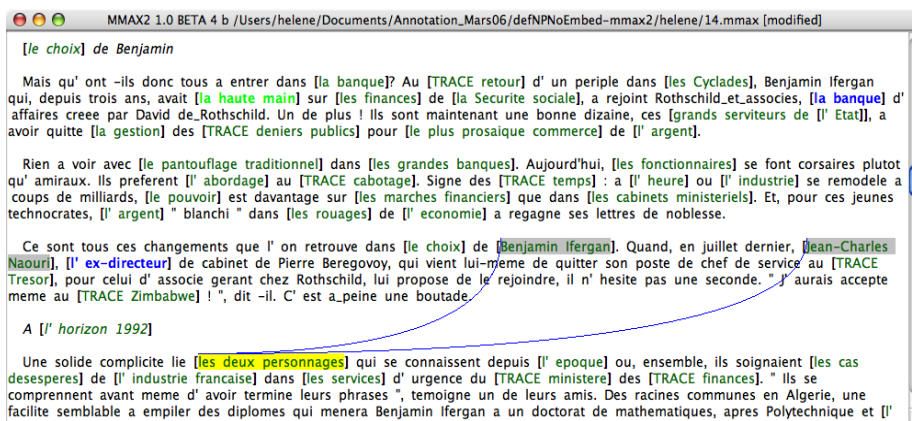 MMAX2 1.0 BETA 4 b /Users/helene/Documents/Annotation_Mars06/defNPNoEmbed-mmax2/helene/14.mmax [modified]
[le choix] de Benjamin
Mais qu' ont -ils donc tous a entrer dans [la banque]? Au [TRACE retour] d' un periple dans [les Cyclades], Benjamin Ifergan
qui, depuis trois ans, avait [la haute main] sur [les finances] de [la Securite sociale], a rejoint Rothschild_et_associes, [la banque] d'
affaires creee par David de_Rothschild. Un de plus ! Ils sont maintenant une bonne dizaine, ces [grands serviteurs de [l' Etat]], a
avoir quitte [la gestion] des [TRACE deniers publics] pour [le plus prosaique commerce] de [l' argent].
Rien a voir avec [le pantouflage traditionnel] dans [les grandes banques]. Aujourd'hui, [les fonctionnaires] se font corsaires plutot
qu' amiraux. Ils preferent [l' abordage] au [TRACE cabotage]. Signe des [TRACE temps] : a [l' heure] ou [l' industrie] se remodele a
coups de milliards, [le pouvoir] est davantage sur [les marches financiers] que dans [les cabinets ministeriels]. Et, pour ces jeunes
technocrates, [l' argent] " blanchi " dans [les rouages] de [l' economie] a regagne ses lettres de noblesse.
Ce sont tous ces changements que l' on retrouve dans [le choix] de [Benjamin Ifergan]. Quand, en juillet dernier, [Jean-Charles
Naouri], [l' ex-directeur] de cabinet de Pierre Beregovoy, qui vient lui-meme de quitter son poste de chef de service au [TRACE
Tresor], pour celui d' associe gerant chez Rothschild, lui propose de le rejoindre, il n' hesite pas une seconde. " J' aurais accepte
meme au [TRACE Zimbabwe] ! ", dit -il. C' est a_peine une boutade.
A [l' horizon 1992]
Une solide complicite lie [les deux personnages] qui se connaissent depuis [l' epoque] ou, ensemble, ils soignaient [les cas
desesperes] de [l' industrie francaise] dans [les services] d' urgence du [TRACE ministere] des [TRACE finances]. " Ils se
comprennent avant meme d' avoir termine leurs phrases ", temoigne un de leurs amis. Des racines communes en Algerie, une
facilite semblable a empiler des diplomes qui menera Benjamin Ifergan a un doctorat de mathematiques, apres Polytechnique et [l'